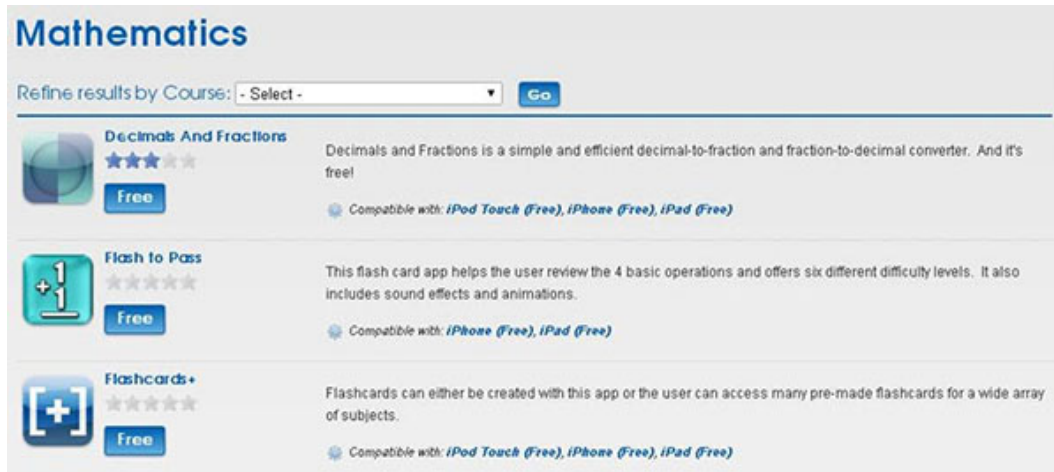 Mathematics
Refine results by Course: - Select - Go
Decimals And Fractions
Free
Decimals and Fractions is a simple and efficient decimal-to-fraction and fraction-to-decimal converter. And it's
free!
Compatible with: iPod Touch (Free), iPhone (Free), iPad (Free)
+1
1
Flash to Pass
Free
This flash card app helps the user review the 4 basic operations and offers six different difficulty levels. It also
includes sound effects and animations.
Compatible with: iPhone (Free), iPad (Free)
[+]
Flashcards+
Free
Flashcards can either be created with this app or the user can access many pre-made flashcards for a wide array
of subjects.
Compatible with: iPod Touch (Free), iPhone (Free), iPad (Free)